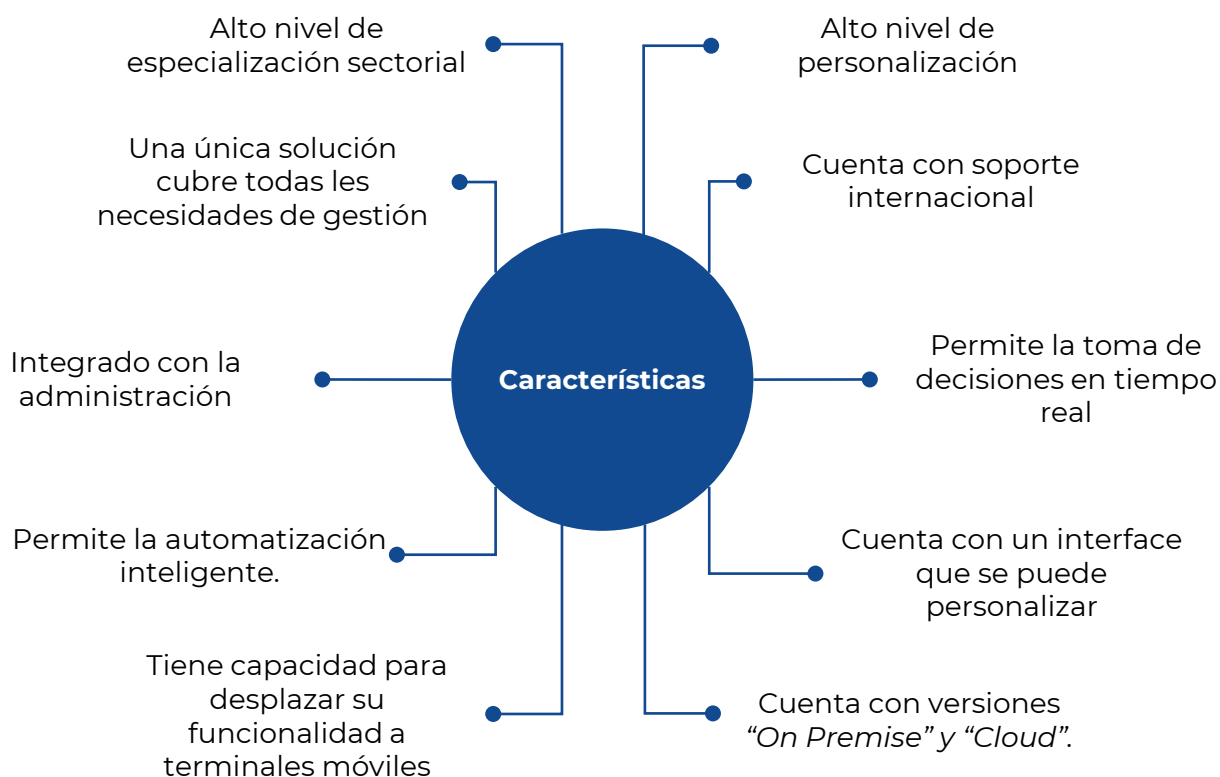 Alto nivel de
especialización sectorial
Una única solución
cubre todas les
necesidades de gestión
Integrado con la
administración
Permite la automatización
inteligente.
Tiene capacidad para
desplazar su
funcionalidad a
terminales móviles
Características
Alto nivel de
personalización
Cuenta con soporte
internacional
Permite la toma de
decisiones en tiempo
real
Cuenta con un interface
que se puede
personalizar
Cuenta con versiones
“On Premise” y “Cloud”.